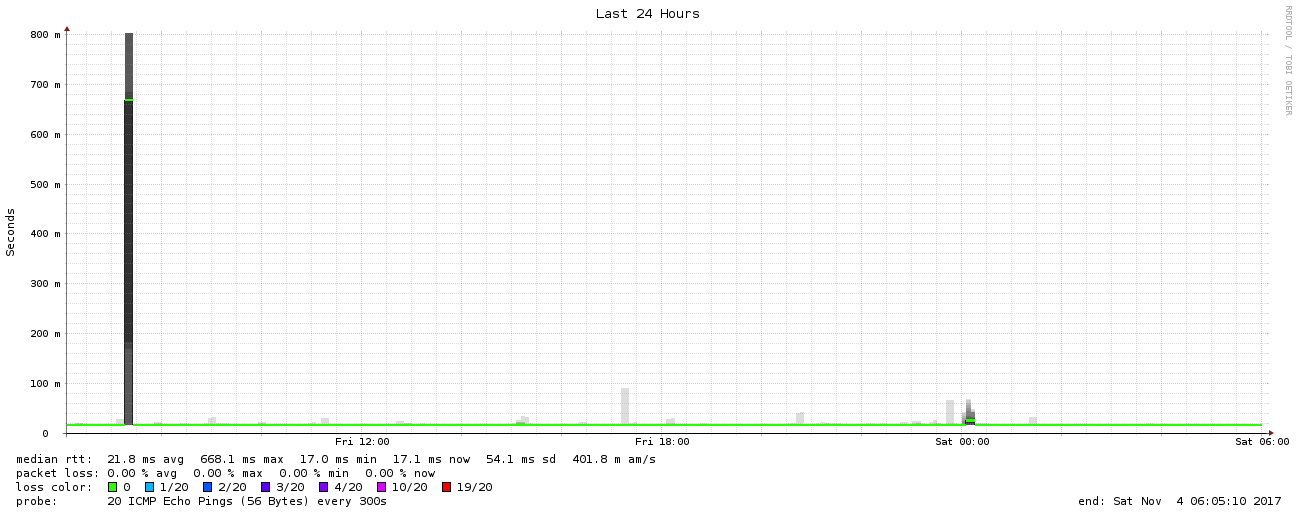 Last 24 Hours
RRDTOOL / TOBI OETIKER
Seconds
800 m
700 m
600 m
500 m
400 m
300 m
200 m
100 m
0
Fri 12:00 Fri 18:00 Sat 00:00 Sat 06:00
median rtt: 21.8 ms avg 668.1 ms max 17.0 ms min 17.1 ms now 54.1 ms sd 401.8 m am/s
packet loss: 0.00 % avg 0.00 % max 0.00 % min 0.00 % now
loss color: 0 1/20 2/20 3/20 4/20 10/20 19/20
probe: 20 ICMP Echo Pings (56 Bytes) every 300s end: Sat Nov 4 06:05:10 2017